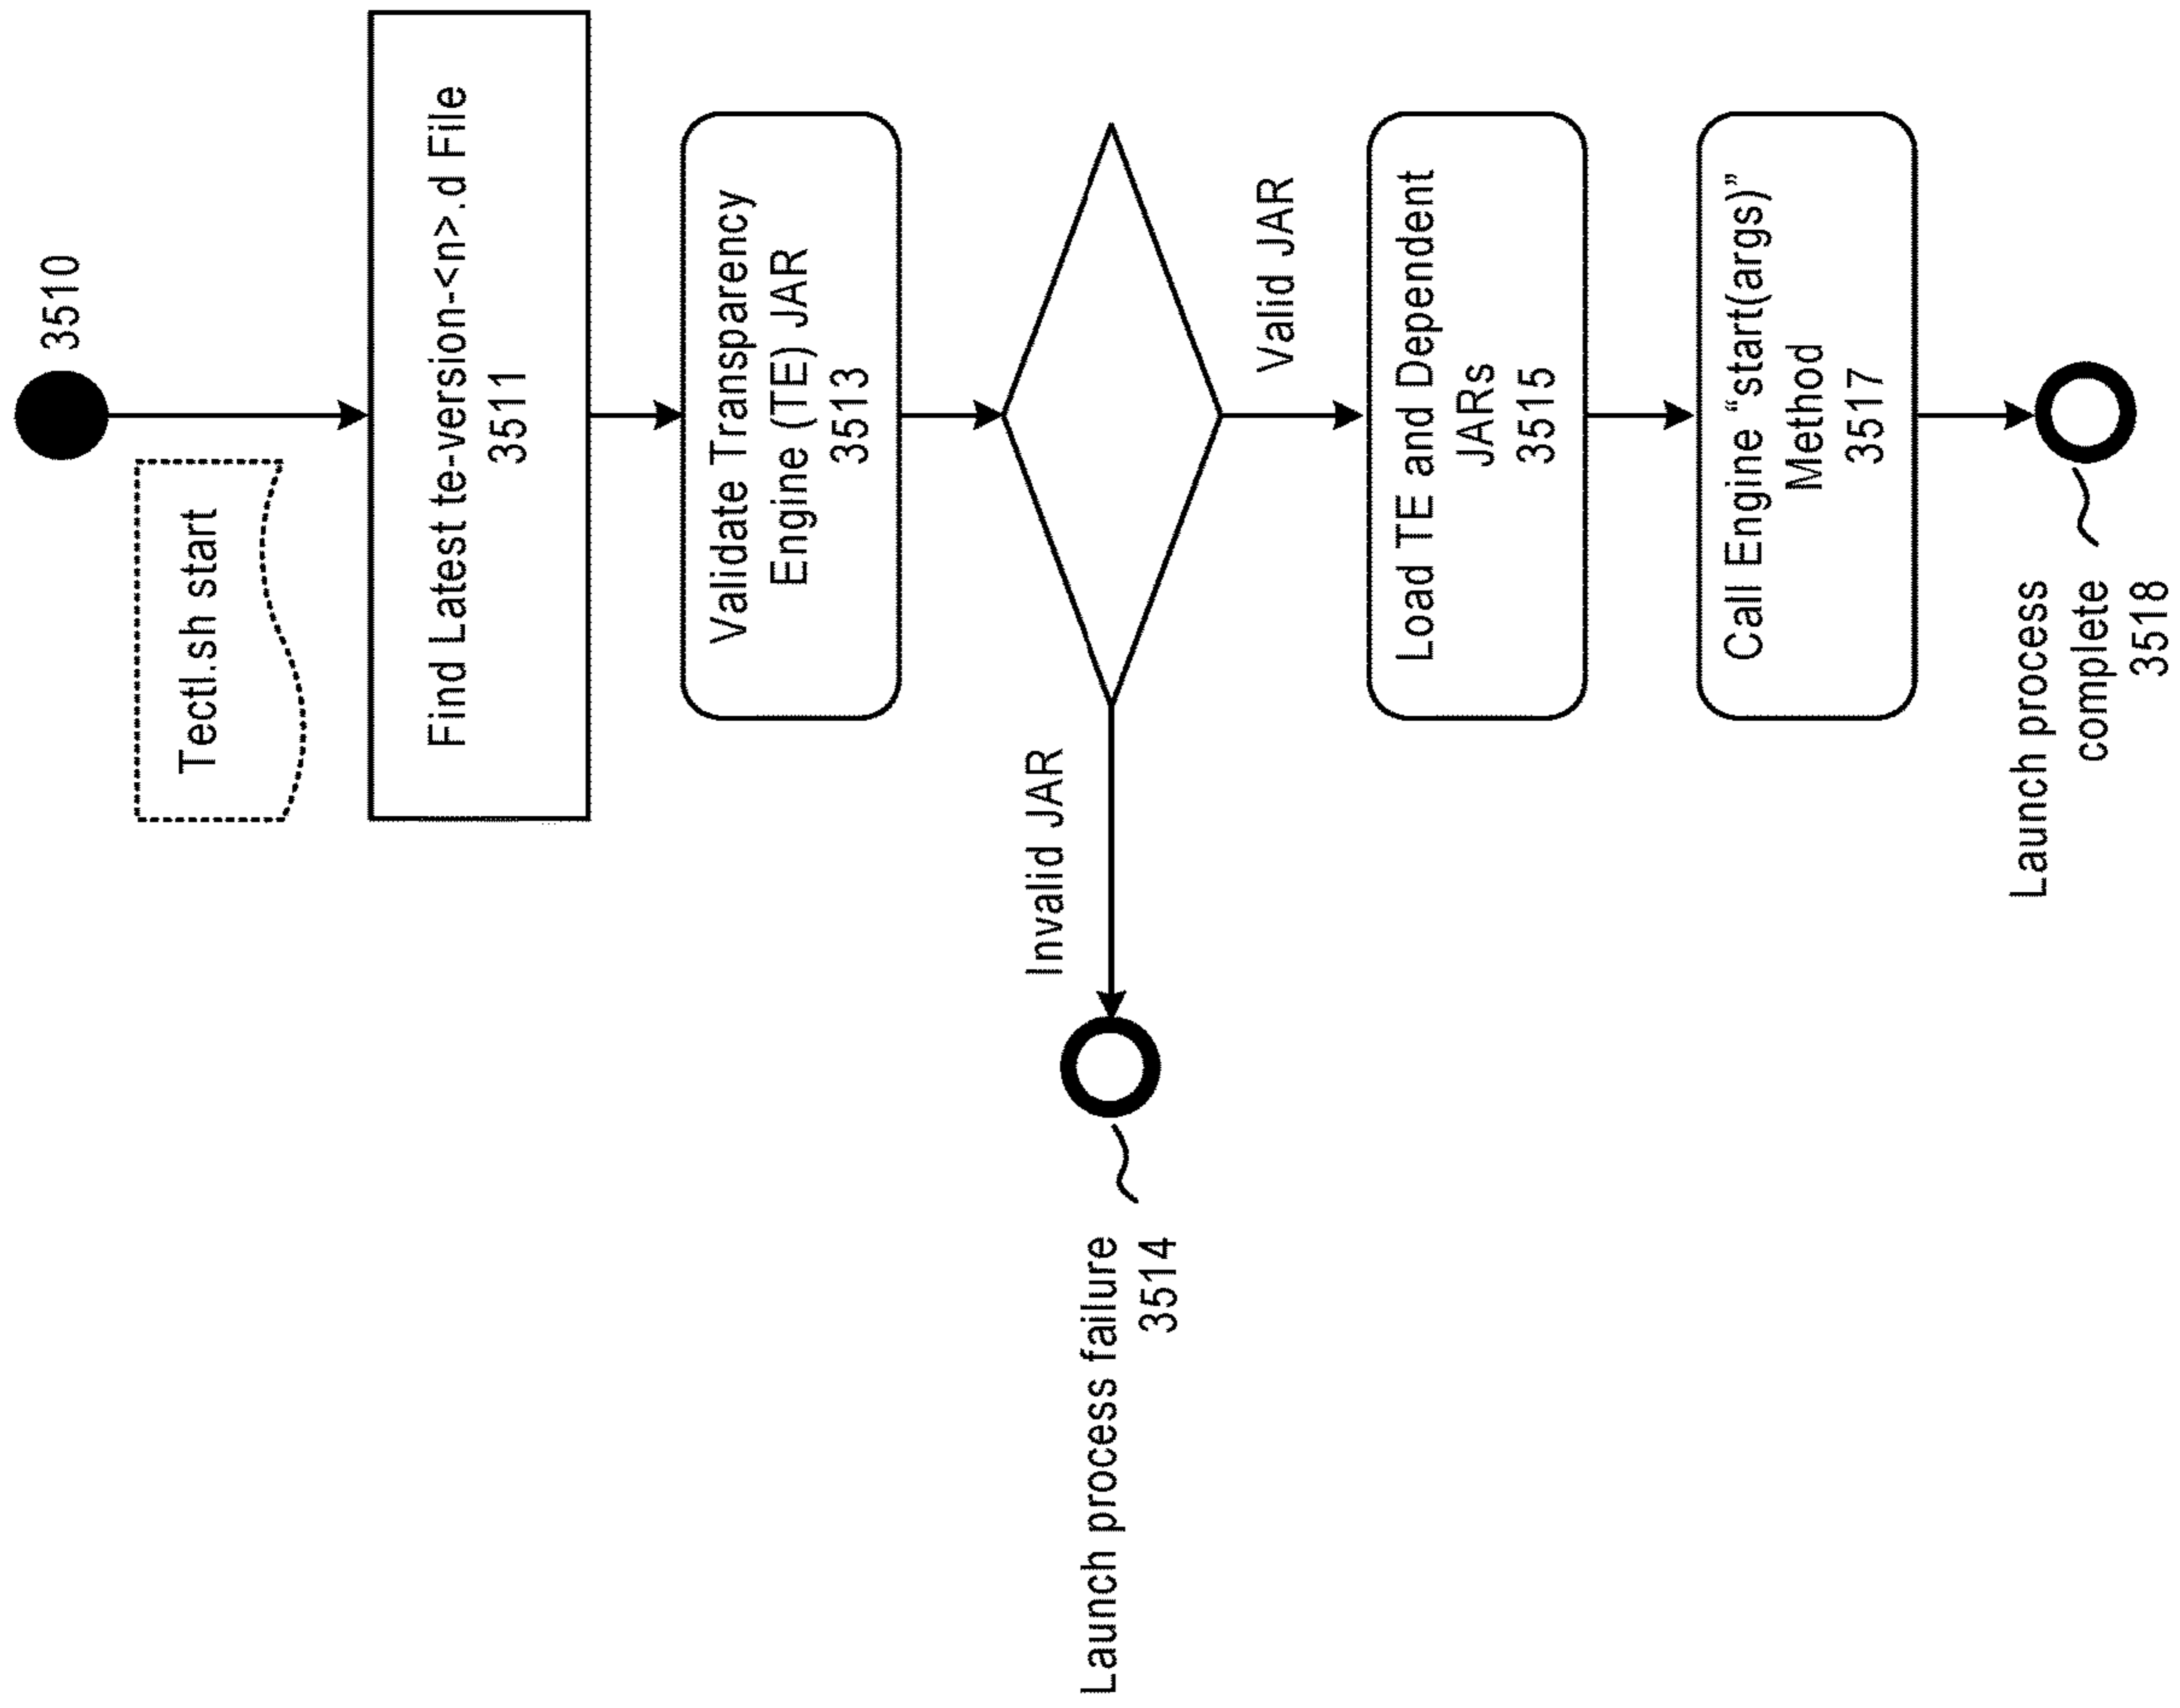 3510
Tectl.sh start
Find Latest te-version-<n>.d File
3511
Validate Transparency
Engine (TE) JAR
3513
Invalid JAR
Launch process failure
3514
Valid JAR
Load TE and Dependent
JARs
3515
Call Engine “start(args)”
Method
3517
Launch process
complete
3518